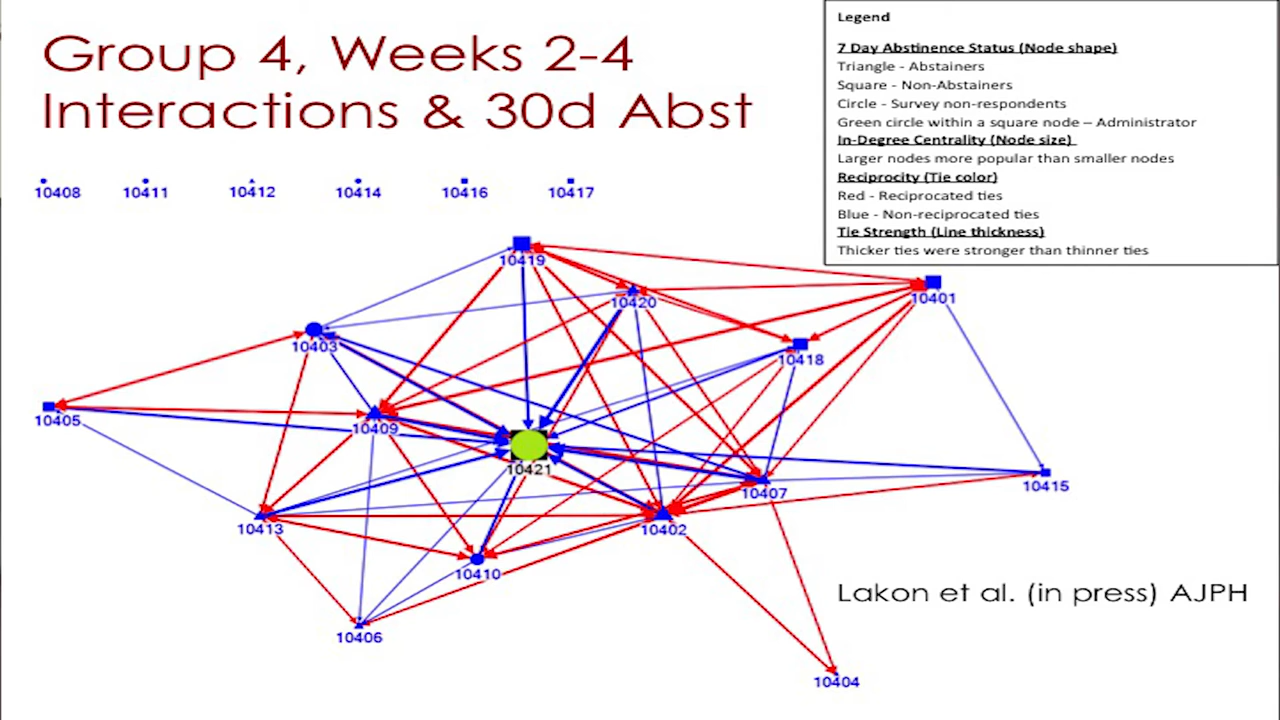 Group 4, Weeks 2-4
Interactions & 30d Abst
Legend
7 Day Abstinence Status (Node shape)
Triangle - Abstainers
Square - Non-Abstainers
Circle - Survey non-respondents
Green circle within a square node – Administrator
In-Degree Centrality (Node size)
Larger nodes more popular than smaller nodes
Reciprocity (Tie color)
Red - Reciprocated ties
Blue - Non-reciprocated ties
Tie Strength (Line thickness)
Thicker ties were stronger than thinner ties
10408 10411 10412 10414 10416 10417
10419
10420
10401
10403
10418
10405
10409
10421
10415
10407
10413
10402
10410
Lakon et al. (in press) AJPH
10406
10404